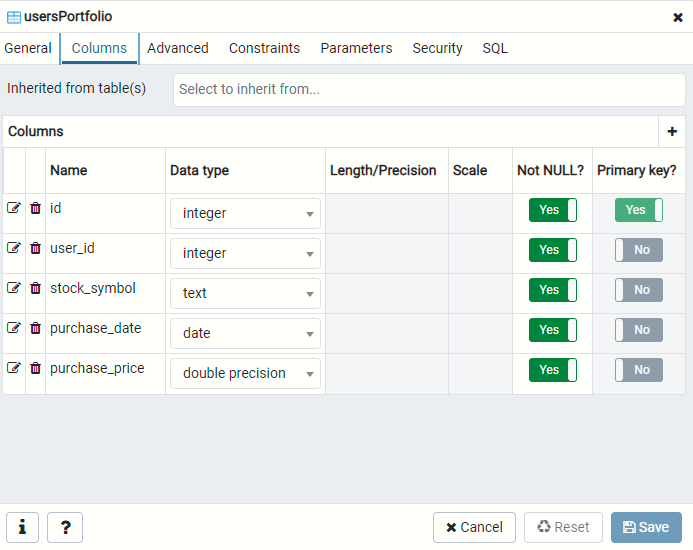 usersPortfolio
General Columns Advanced Constraints Parameters Security SQL
Inherited from table(s) Select to inherit from...
Columns
Name Data type Length/Precision Scale Not NULL? Primary key?
id integer Yes Yes
user_id integer Yes No
stock_symbol text Yes No
purchase_date date Yes No
purchase_price double precision Yes No
Cancel Reset Save